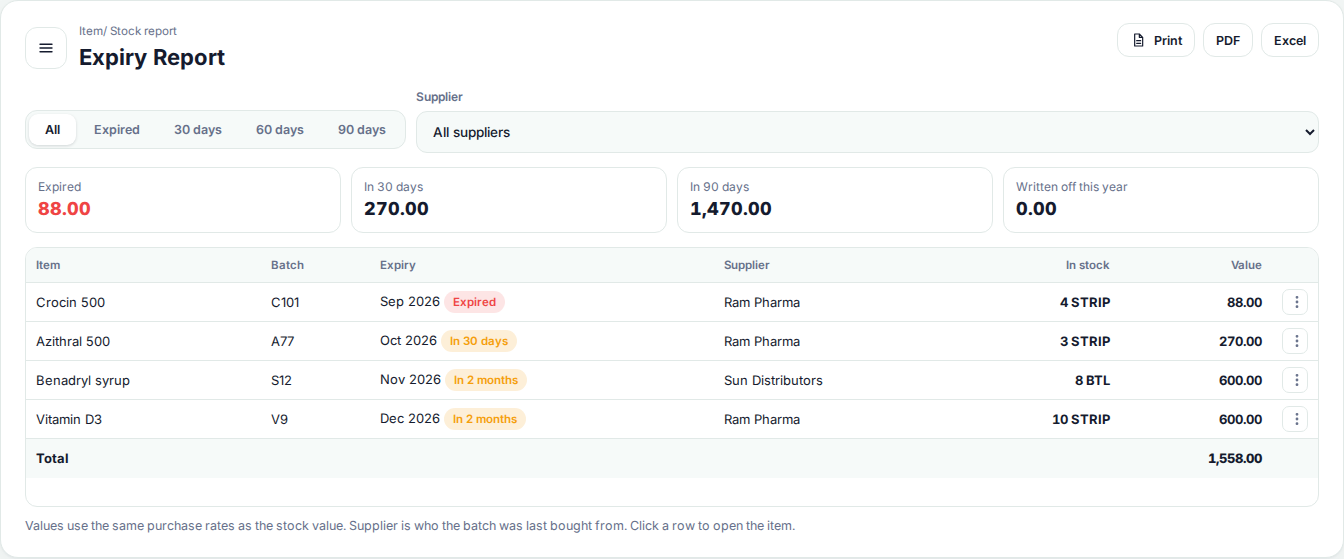 Item/ Stock report
Expiry Report
Print PDF Excel
Supplier
All Expired 30 days 60 days 90 days All suppliers
Expired In 30 days In 90 days Written off this year
88.00 270.00 1,470.00 0.00
Item Batch Expiry Supplier In stock Value
Crocin 500 C101 Sep 2026 Expired Ram Pharma 4 STRIP 88.00
Azithral 500 A77 Oct 2026 In 30 days Ram Pharma 3 STRIP 270.00
Benadryl syrup S12 Nov 2026 In 2 months Sun Distributors 8 BTL 600.00
Vitamin D3 V9 Dec 2026 In 2 months Ram Pharma 10 STRIP 600.00
Total 1,558.00
Values use the same purchase rates as the stock value. Supplier is who the batch was last bought from. Click a row to open the item.